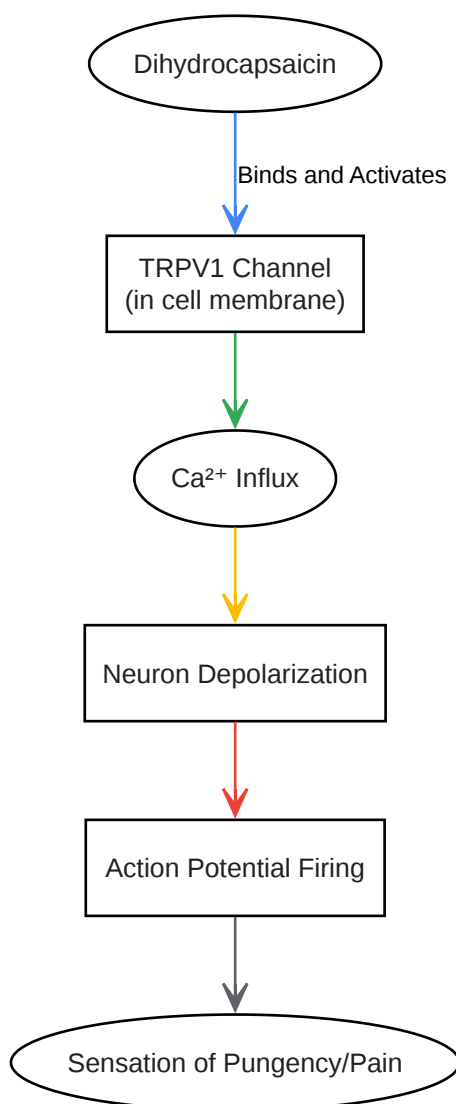 Dihydrocapsaicin
Binds and Activates
TRPV1 Channel
(in cell membrane)
Ca²⁺ Influx
Neuron Depolarization
Action Potential Firing
Sensation of Pungency/Pain